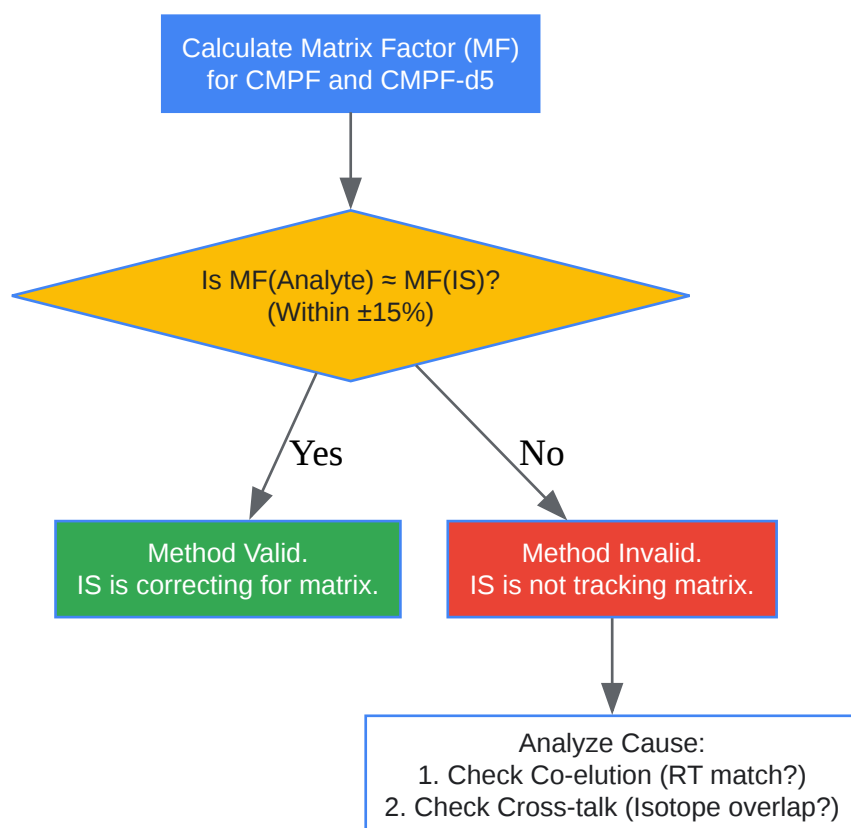 Calculate Matrix Factor (MF)
for CMPF and CMPF-d5
Is MF(Analyte) ≈ MF(IS)?
(Within ±15%)
Yes
No
Method Valid.
IS is correcting for matrix.
Method Invalid.
IS is not tracking matrix.
Analyze Cause:
1. Check Co-elution (RT match?)
2. Check Cross-talk (Isotope overlap?)